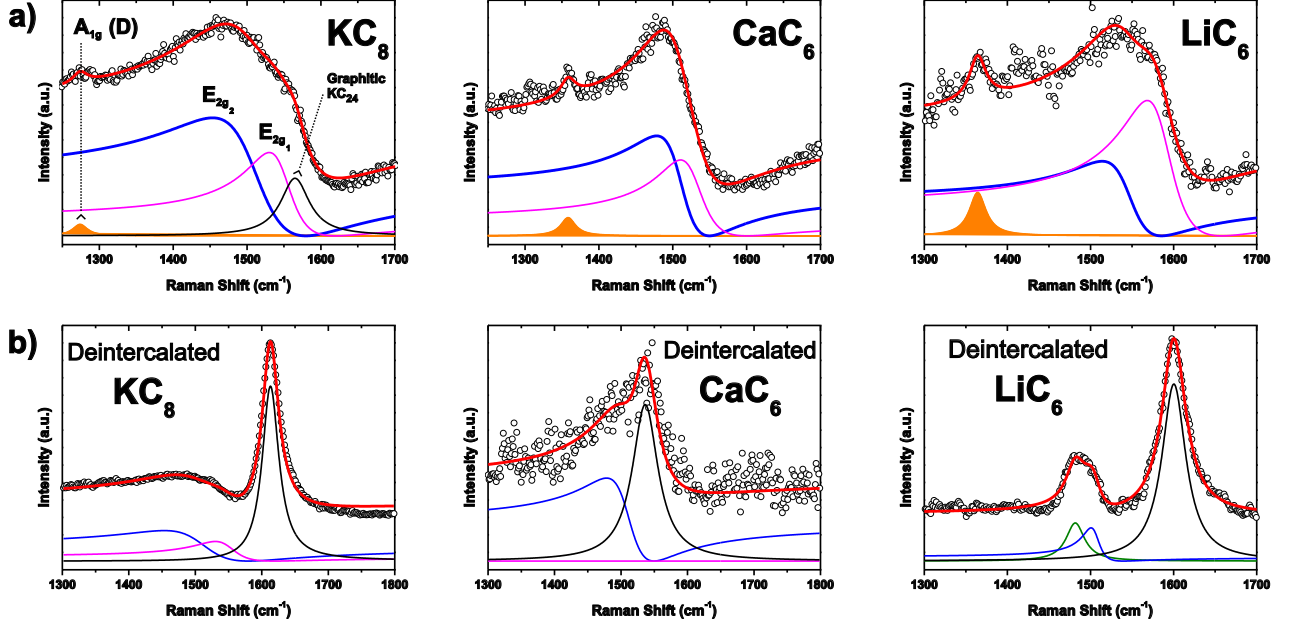 a)
A1g (D)
KC8
Graphitic
KC24
E2g2
E2g1
Intensity (a.u.)
1300 1400 1500 1600 1700
Raman Shift (cm-1)
CaC6
Intensity (a.u.)
1300 1400 1500 1600 1700
Raman Shift (cm-1)
LiC6
Intensity (a.u.)
1300 1400 1500 1600 1700
Raman Shift (cm-1)
b)
Deintercalated
KC8
Intensity (a.u.)
1300 1400 1500 1600 1700 1800
Raman Shift (cm-1)
Deintercalated
CaC6
Intensity (a.u.)
1300 1400 1500 1600 1700 1800
Raman Shift (cm-1)
Deintercalated
LiC6
Intensity (a.u.)
1300 1400 1500 1600 1700
Raman Shift (cm-1)